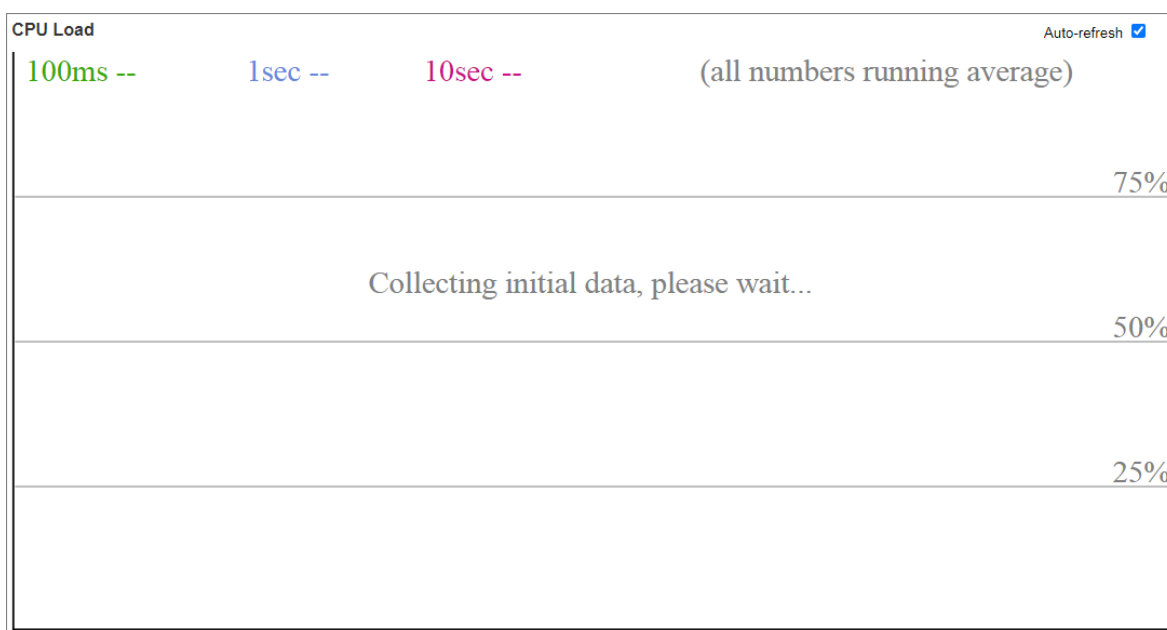 CPU Load Auto-refresh
100ms -- 1sec -- 10sec -- (all numbers running average)
75%
Collecting initial data, please wait...
50%
25%